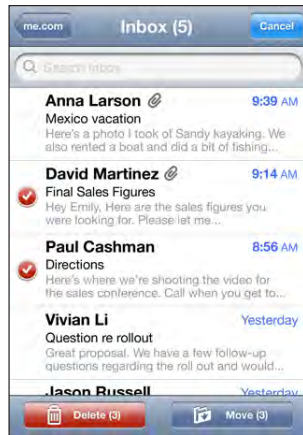 me.com
Inbox (5)
Cancel
Search Inbox
Anna Larson
9:39 AM
Mexico vacation
Here's a photo I took of Sandy kayaking. We
also rented a boat and did a bit of fishing...
David Martinez
9:14 AM
Final Sales Figures
Hey Emily, Here are the sales figures you
were looking for. Please let me...
Paul Cashman
8:56 AM
Directions
Here's where we're shooting the video for
the sales conference. Call when you get to...
Vivian Li
Yesterday
Question re rollout
Great proposal. We have a few follow-up
questions regarding the roll out and would...
Jason Russell
Yesterday
Delete (3)
Move (3)